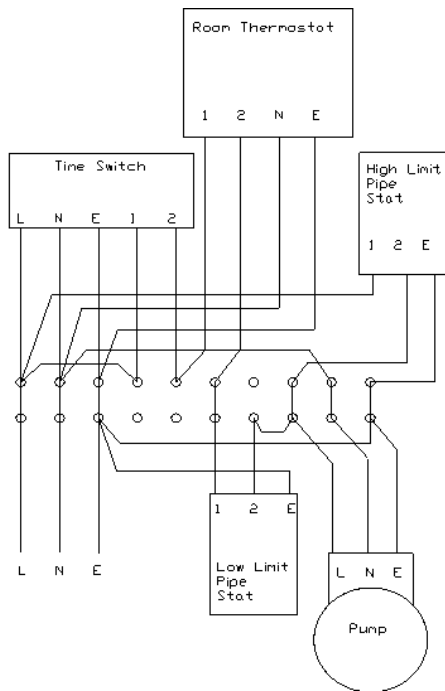 Room Thermostat
1 2 N E
Time Switch
L N E 1 2
High Limit
Pipe
Stat
1 2 E
1 2 E
Low Limit
Pipe
Stat
L N E
L N E
Pump